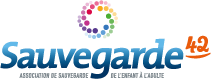 Sauvegarde 42
ASSOCIATION DE SAUVEGARDE DE L'ENFANT À L'ADULTE